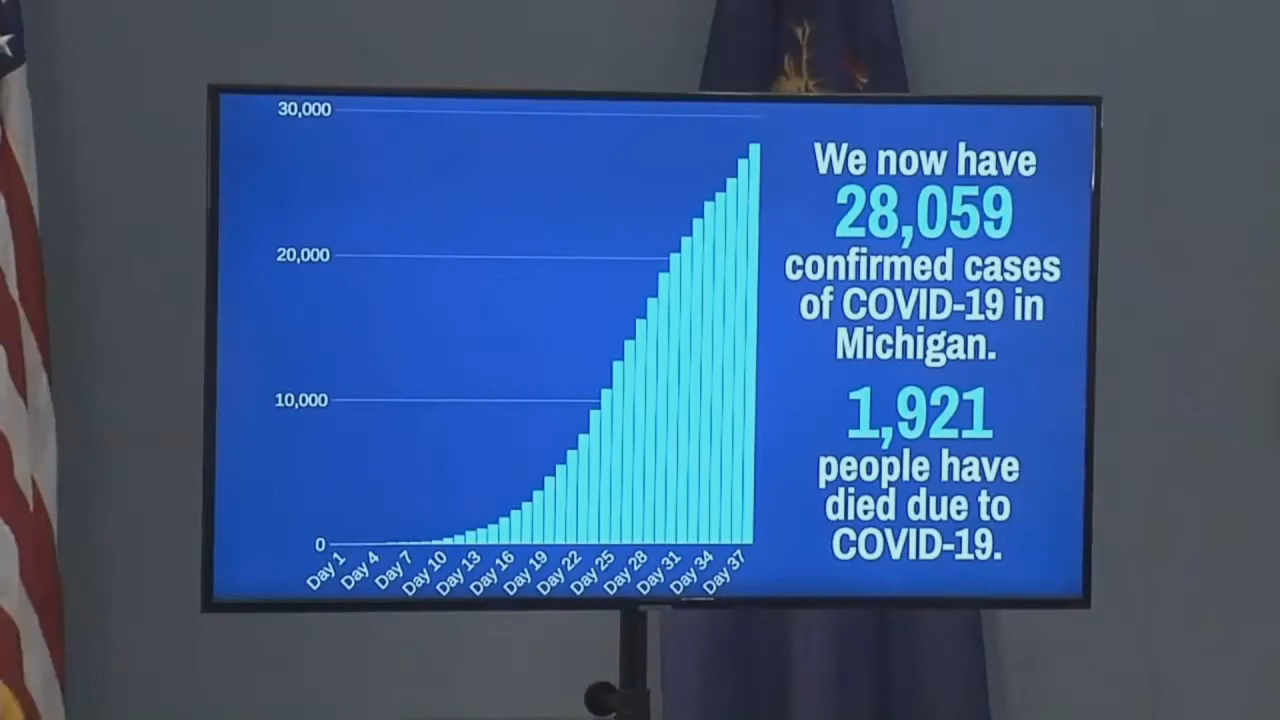 30,000
20,000
10,000
0
Day 1
Day 4
Day 7
Day 10
Day 13
Day 16
Day 19
Day 22
Day 25
Day 28
Day 31
Day 34
Day 37
We now have
28,059
confirmed cases
of COVID-19 in
Michigan.
1,921
people have
died due to
COVID-19.